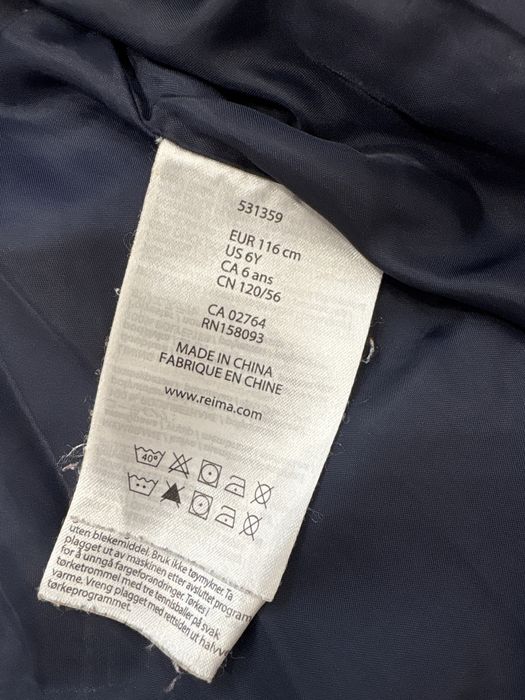 531359
EUR 116 cm
US 6Y
CA 6 ans
CN 120/56
CA 02764
RN158093
MADE IN CHINA
FABRIQUE EN CHINE
www.reima.com
40°
uten blekemiddel. Bruk ikke tøymykner. Ta
plagget ut av maskinen etter avsluttet program
for å unngå fargeforandringer. Tørkes i
tørketrommel med tre tennisballer på svak
varme. Vreng plagget med rettsiden ut halvv
tørkeprogrammet.